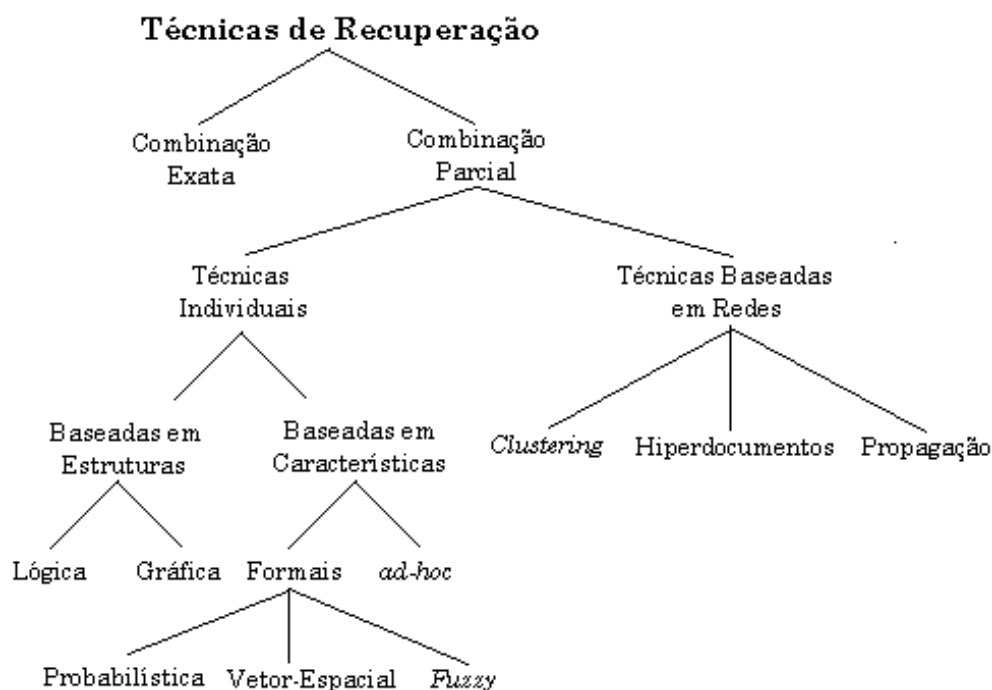 Técnicas de Recuperação
Combinação
Exata
Combinação
Parcial
Técnicas
Individuais
Técnicas Baseadas
em Redes
Baseadas em
Estruturas
Baseadas em
Características
Clustering
Hiperdocumentos
Propagação
Lógica
Gráfica
Formais
ad-hoc
Probabilística
Vetor-Espacial
Fuzzy